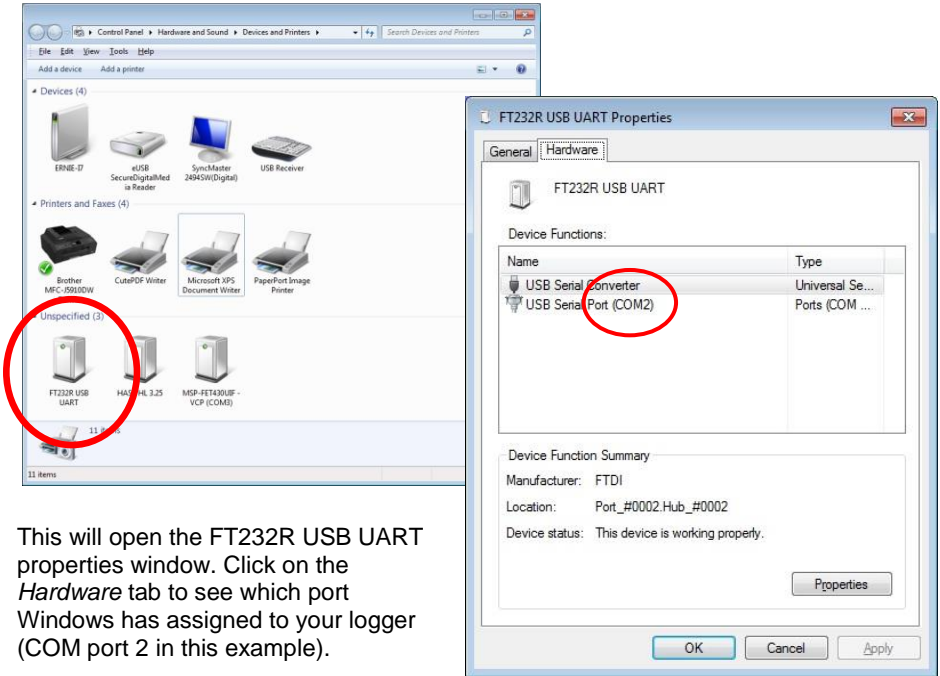 Control Panel ▸ Hardware and Sound ▸ Devices and Printers ▸
Search Devices and Printers
File Edit View Tools Help
Add a device Add a printer
Devices (4)
ERNIE-I7
eUSB
SecureDigitalMed
ia Reader
SyncMaster
2494SW(Digital)
USB Receiver
Printers and Faxes (4)
Brother
MFC-J5910DW
CutePDF Writer
Microsoft XPS
Document Writer
PaperPort Image
Printer
Unspecified (3)
FT232R USB
UART
HL 3.25
MSP-FET430UIF -
VCP (COM3)
11
11 items
FT232R USB UART Properties
General Hardware
FT232R USB UART
Device Functions:
Name Type
USB Serial Converter Universal Se...
USB Serial Port (COM2) Ports (COM ...
Device Function Summary
Manufacturer: FTDI
Location: Port_#0002.Hub_#0002
Device status: This device is working properly.
Properties
OK Cancel Apply
This will open the FT232R USB UART
properties window. Click on the
Hardware tab to see which port
Windows has assigned to your logger
(COM port 2 in this example).